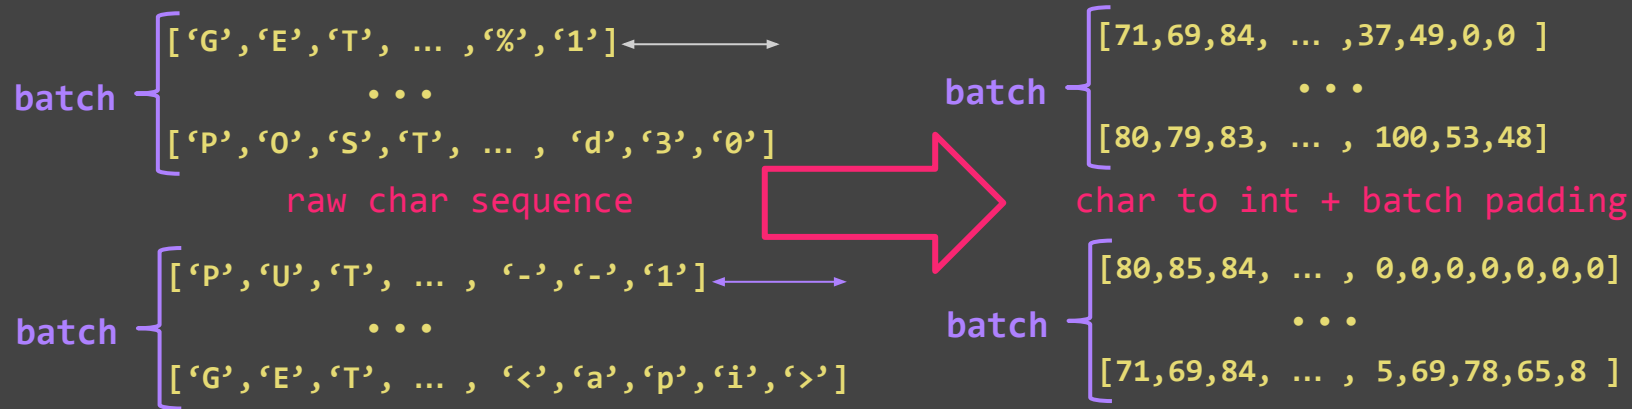 batch
[‘G’,‘E’,‘T’, … ,‘%’,‘1’]
...
[‘P’,‘O’,‘S’,‘T’, … , ‘d’,‘3’,‘0’]
raw char sequence
batch
[‘P’,‘U’,‘T’, … , ‘-’,‘-’,‘1’]
...
[‘G’,‘E’,‘T’, … , ‘<’,‘a’,‘p’,‘i’,‘>’]
batch
[71,69,84, … ,37,49,0,0 ]
...
[80,79,83, … , 100,53,48]
char to int + batch padding
batch
[80,85,84, … , 0,0,0,0,0,0,0]
...
[71,69,84, … , 5,69,78,65,8 ]